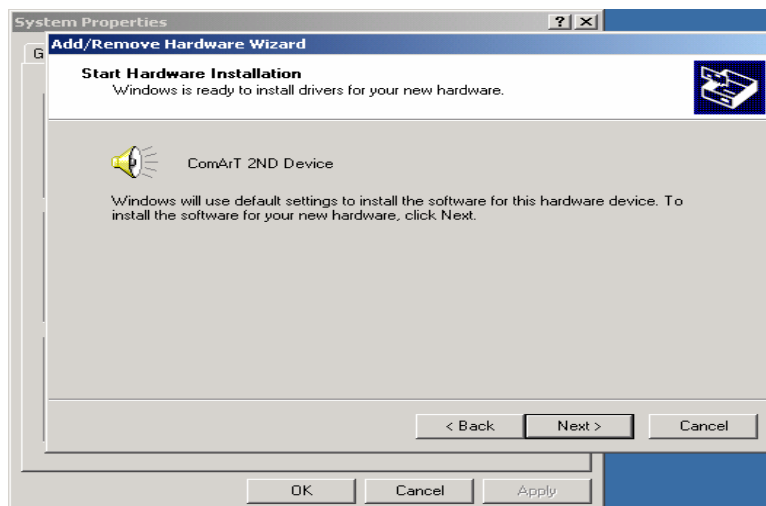 System Properties
G
Add/Remove Hardware Wizard
Start Hardware Installation
Windows is ready to install drivers for your new hardware.
ComArT 2ND Device
Windows will use default settings to install the software for this hardware device. To
install the software for your new hardware, click Next.
< Back Next > Cancel
OK Cancel Apply